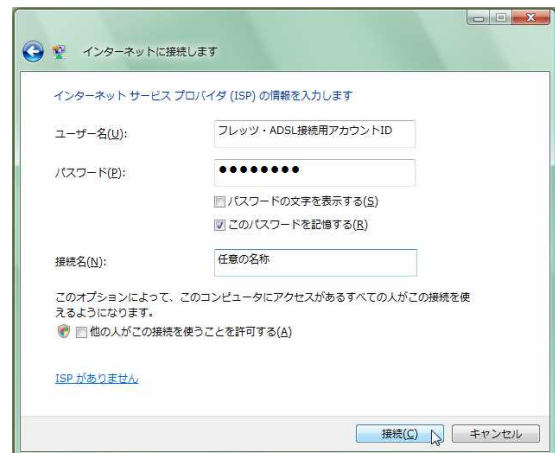 インターネットに接続します
インターネット サービス プロバイダ (ISP) の情報を入力します
ユーザー名(U):
フレッツ・ADSL接続用アカウントID
パスワード(P):
●●●●●●●●
パスワードの文字を表示する(S)
このパスワードを記憶する(R)
接続名(N):
任意の名称
このオプションによって、このコンピュータにアクセスがあるすべての人がこの接続を使
えるようになります。
他の人がこの接続を使うことを許可する(A)
ISP がありません
接続(C)
キャンセル